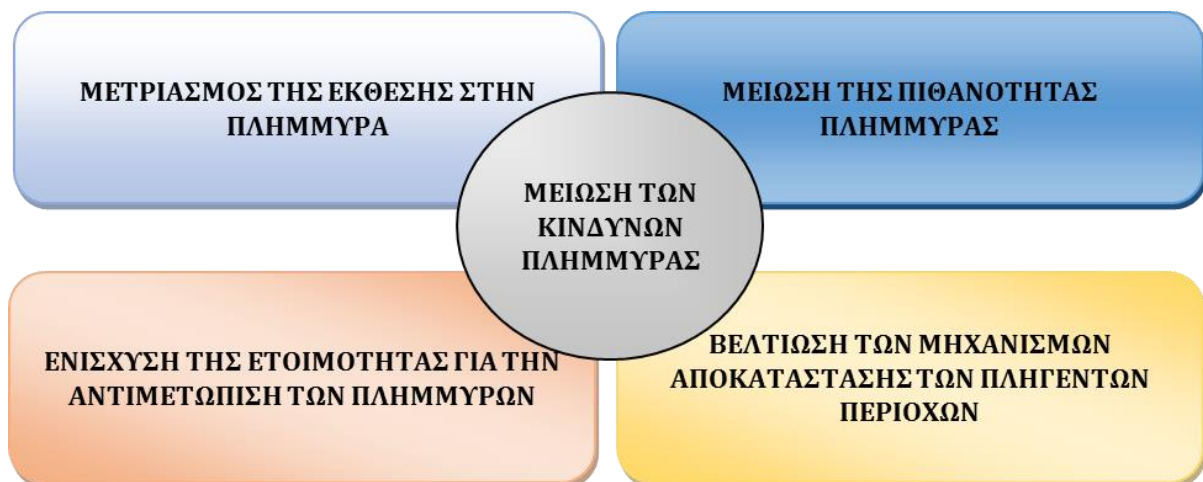 ΜΕΤΡΙΑΣΜΟΣ ΤΗΣ ΕΚΘΕΣΗΣ ΣΤΗΝ
ΠΛΗΜΜΥΡΑ
ΜΕΙΩΣΗ ΤΗΣ ΠΙΘΑΝΟΤΗΤΑΣ
ΠΛΗΜΜΥΡΑΣ
ΜΕΙΩΣΗ ΤΩΝ
ΚΙΝΔΥΝΩΝ
ΠΛΗΜΜΥΡΑΣ
ΕΝΙΣΧΥΣΗ ΤΗΣ ΕΤΟΙΜΟΤΗΤΑΣ ΓΙΑ ΤΗΝ
ΑΝΤΙΜΕΤΩΠΙΣΗ ΤΩΝ ΠΛΗΜΜΥΡΩΝ
ΒΕΛΤΙΩΣΗ ΤΩΝ ΜΗΧΑΝΙΣΜΩΝ
ΑΠΟΚΑΤΑΣΤΑΣΗΣ ΤΩΝ ΠΛΗΓΕΝΤΩΝ
ΠΕΡΙΟΧΩΝ